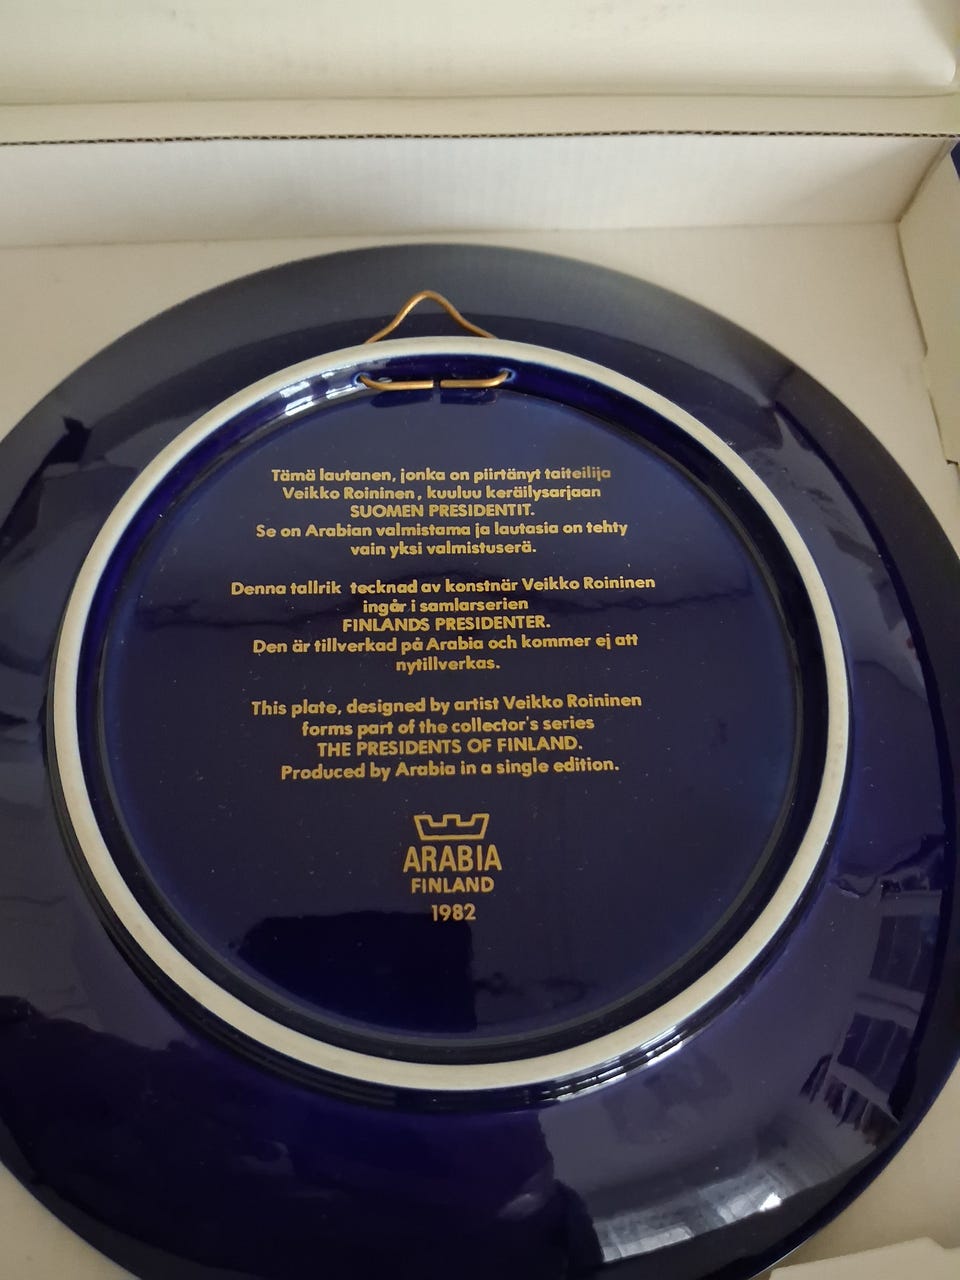 Tämä lautanen, jonka on piirtänyt taiteilija
Veikko Roininen, kuuluu keräilysarjaan
SUOMEN PRESIDENTIT.
Se on Arabian valmistama ja lautasia on tehty
vain yksi valmistuserä.
Denna tallrik tecknad av konstnär Veikko Roininen
ingår i samlarserien
FINLANDS PRESIDENTER.
Den är tillverkad på Arabia och kommer ej att
nytillverkas.
This plate, designed by artist Veikko Roininen
forms part of the collector's series
THE PRESIDENTS OF FINLAND.
Produced by Arabia in a single edition.
ARABIA
FINLAND
1982